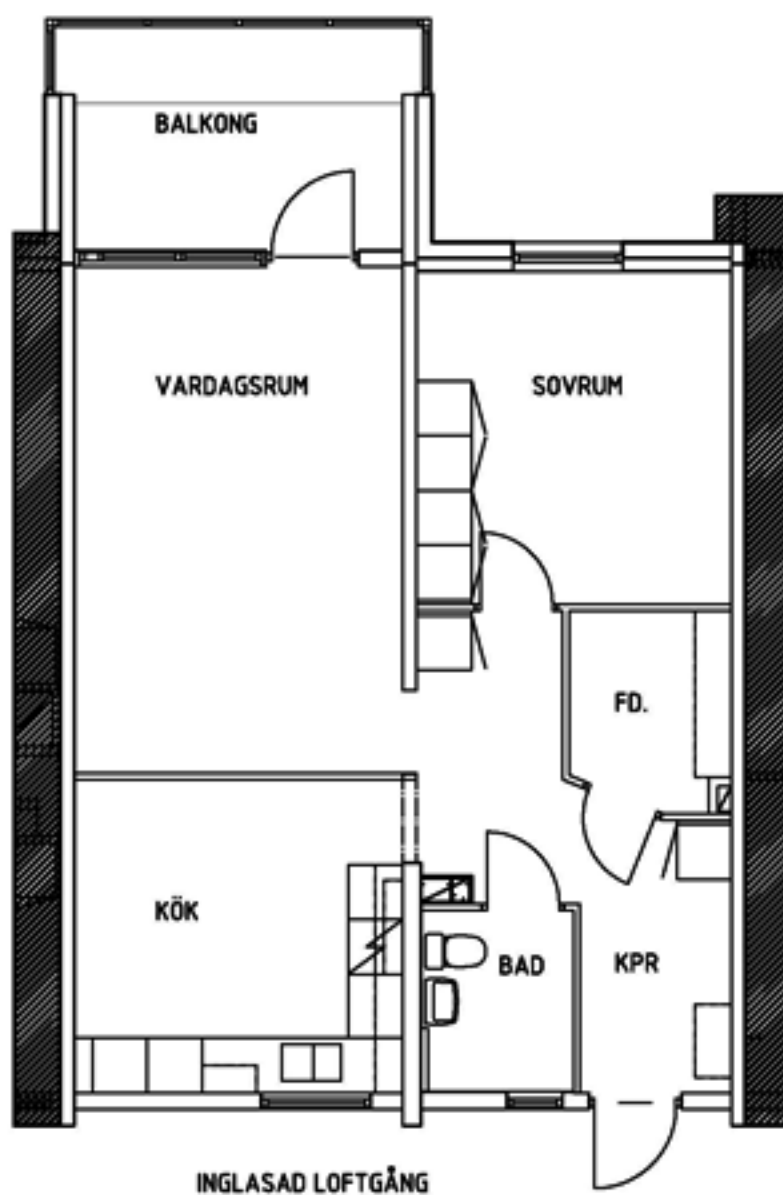 BALKONG
VARDAGSRUM
SOVRUM
FD.
KÖK
BAD
KPR
INGLASAD LOFTGÅNG